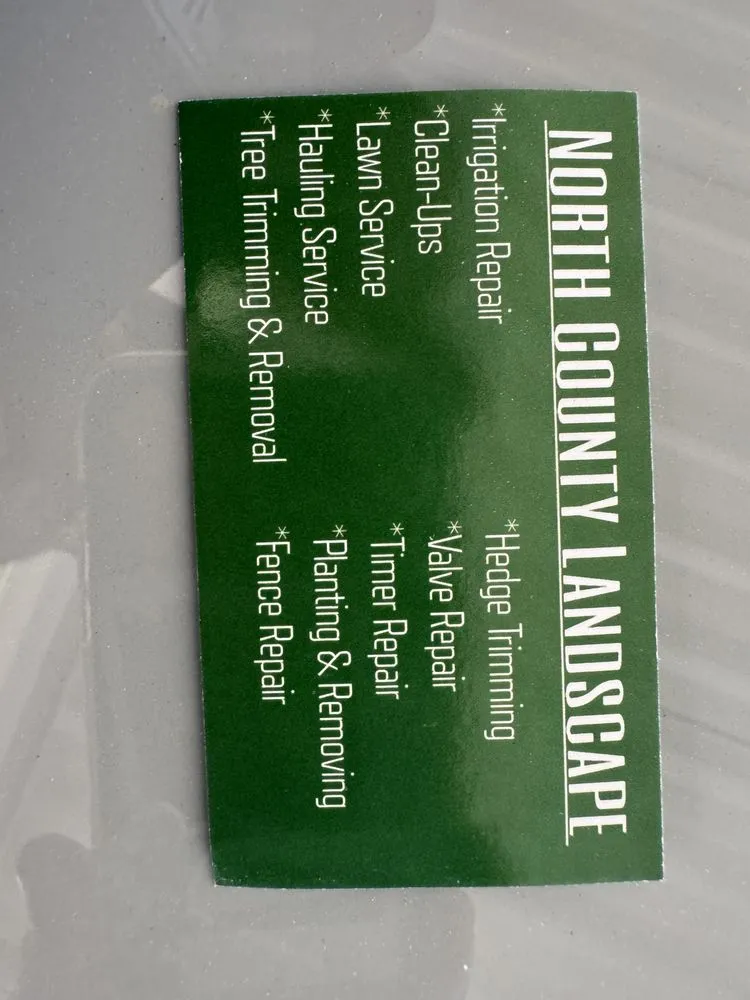 NORTH COUNTY LANDSCAPE
*Irrigation Repair
*Clean-Ups
*Lawn Service
*Hauling Service
*Tree Trimming & Removal
*Hedge Trimming
*Valve Repair
*Timer Repair
*Planting & Removing
*Fence Repair